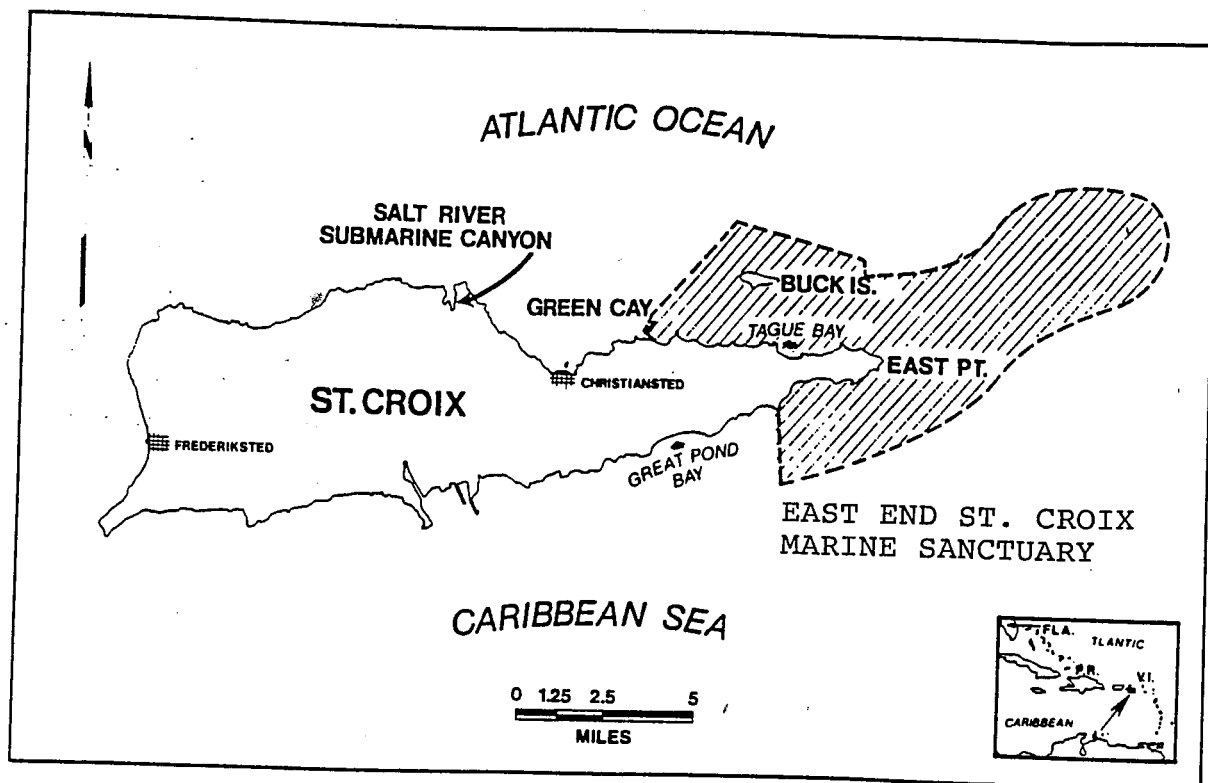 ATLANTIC OCEAN
SALT RIVER
SUBMARINE CANYON
GREEN CAY
BUCK IS.
TAGUE BAY
EAST PT.
CHRISTIANSTED
ST. CROIX
FREDERIKSTED
GREAT POND
BAY
EAST END ST. CROIX
MARINE SANCTUARY
CARIBBEAN SEA
0 1.25 2.5 5
MILES
FLA.
TLANTIC
P.R.
V.I.
CARIBBEAN